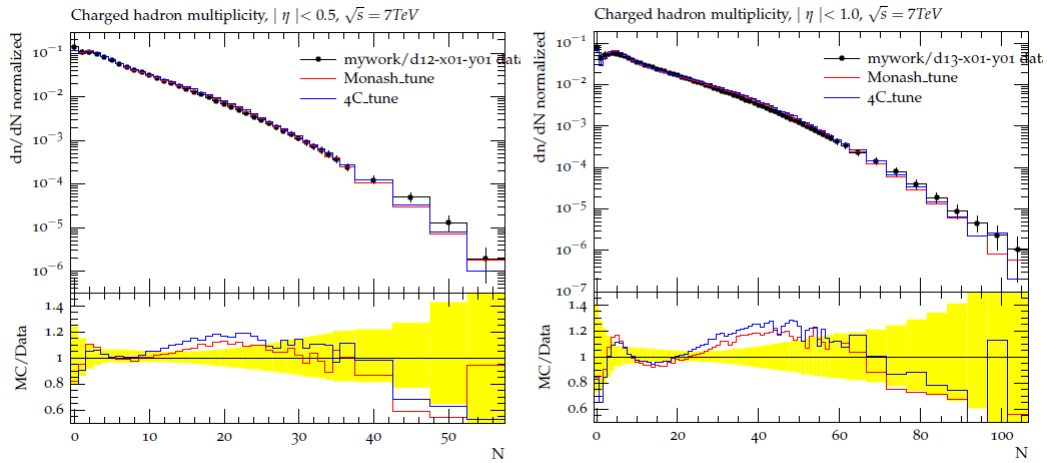 Charged hadron multiplicity, | η |< 0.5, √s = 7TeV
dn/ dN normalized
10⁻¹
10⁻²
10⁻³
10⁻⁴
10⁻⁵
10⁻⁶
mywork/d12-x01-y01 data
Monash_tune
4C_tune
MC/Data
1.4
1.2
1
0.8
0.6
0 10 20 30 40 50
N
Charged hadron multiplicity, | η |< 1.0, √s = 7TeV
dn/ dN normalized
10⁻¹
10⁻²
10⁻³
10⁻⁴
10⁻⁵
10⁻⁶
10⁻⁷
mywork/d13-x01-y01 data
Monash_tune
4C_tune
MC/Data
1.4
1.2
1
0.8
0.6
0 20 40 60 80 100
N